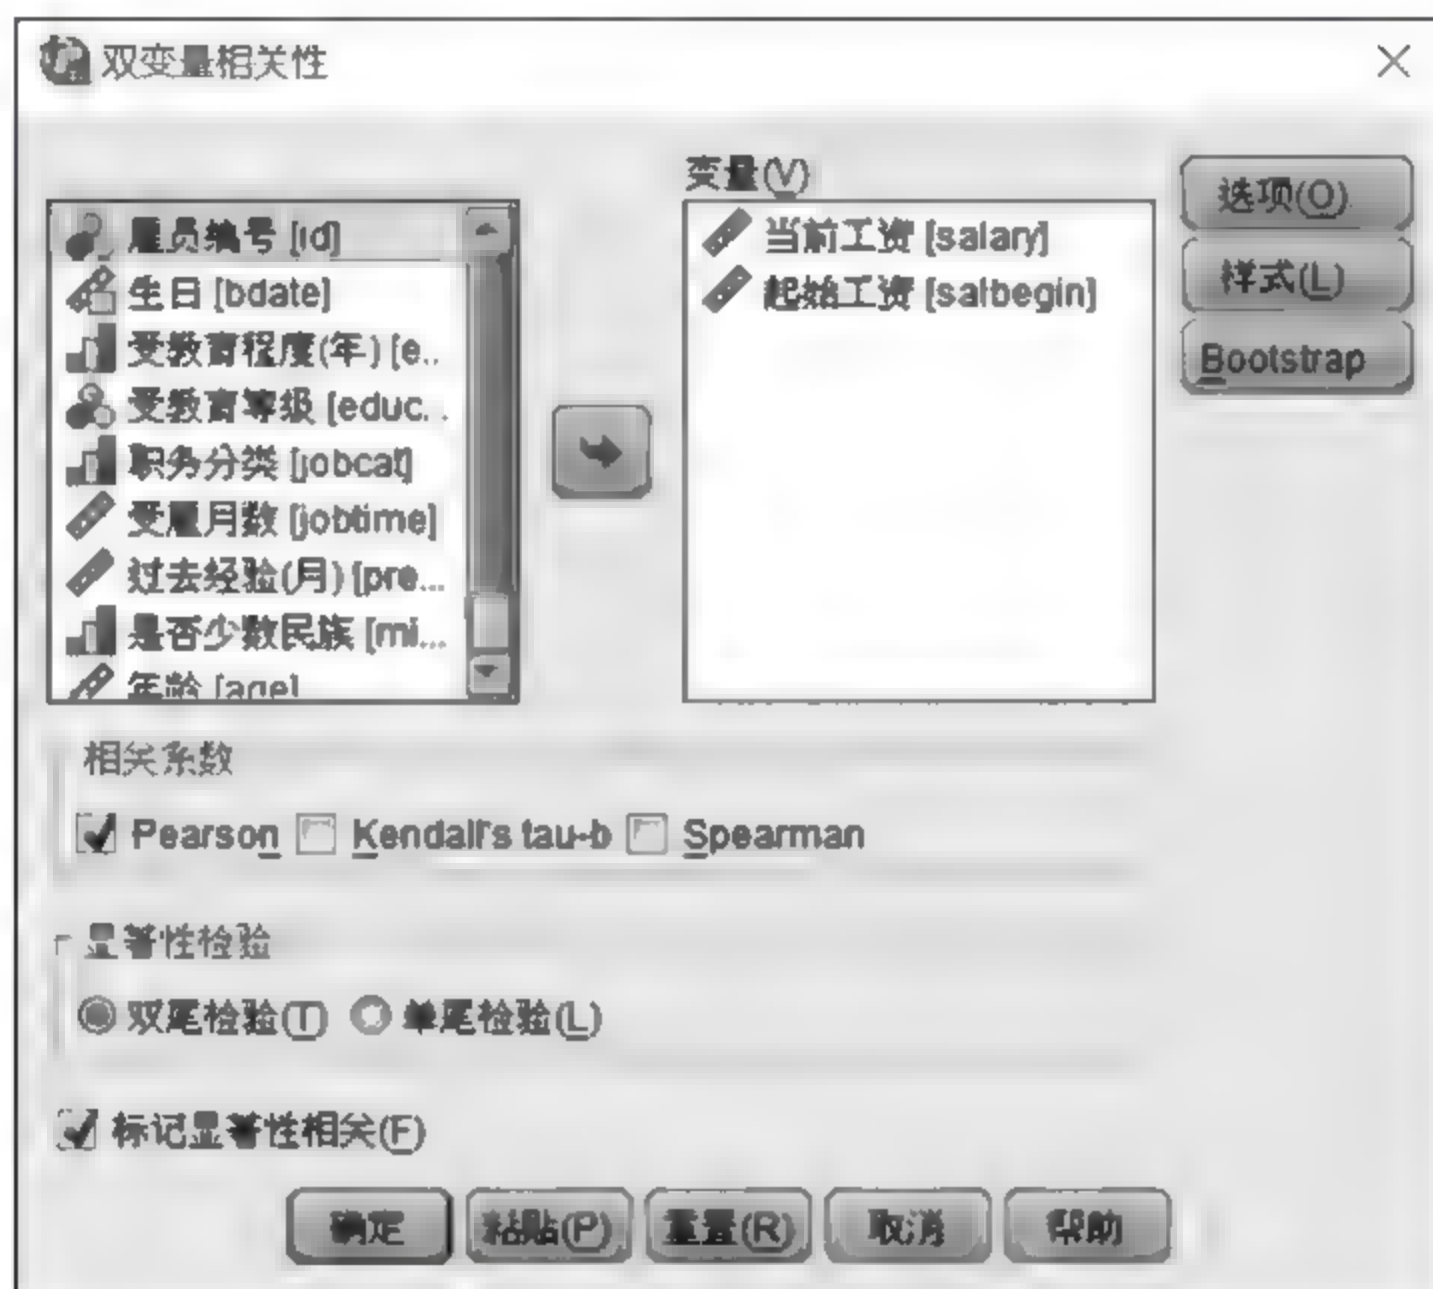 双变量相关性
变量(V)
雇员编号 [id]
生日 [bdate]
受教育程度(年) [e..
受教育等级 [educ. .
职务分类 [jobcat]
受雇月数 [jobtime]
过去经验(月) [pre...
是否少数民族 [mi...
年龄 [age]
当前工资 [salary]
起始工资 [salbegin]
选项(O)
样式(L)
Bootstrap
相关系数
Pearson Kendall's tau-b Spearman
显著性检验
双尾检验(T) 单尾检验(L)
标记显著性相关(F)
确定 粘贴(P) 重置(R) 取消 帮助